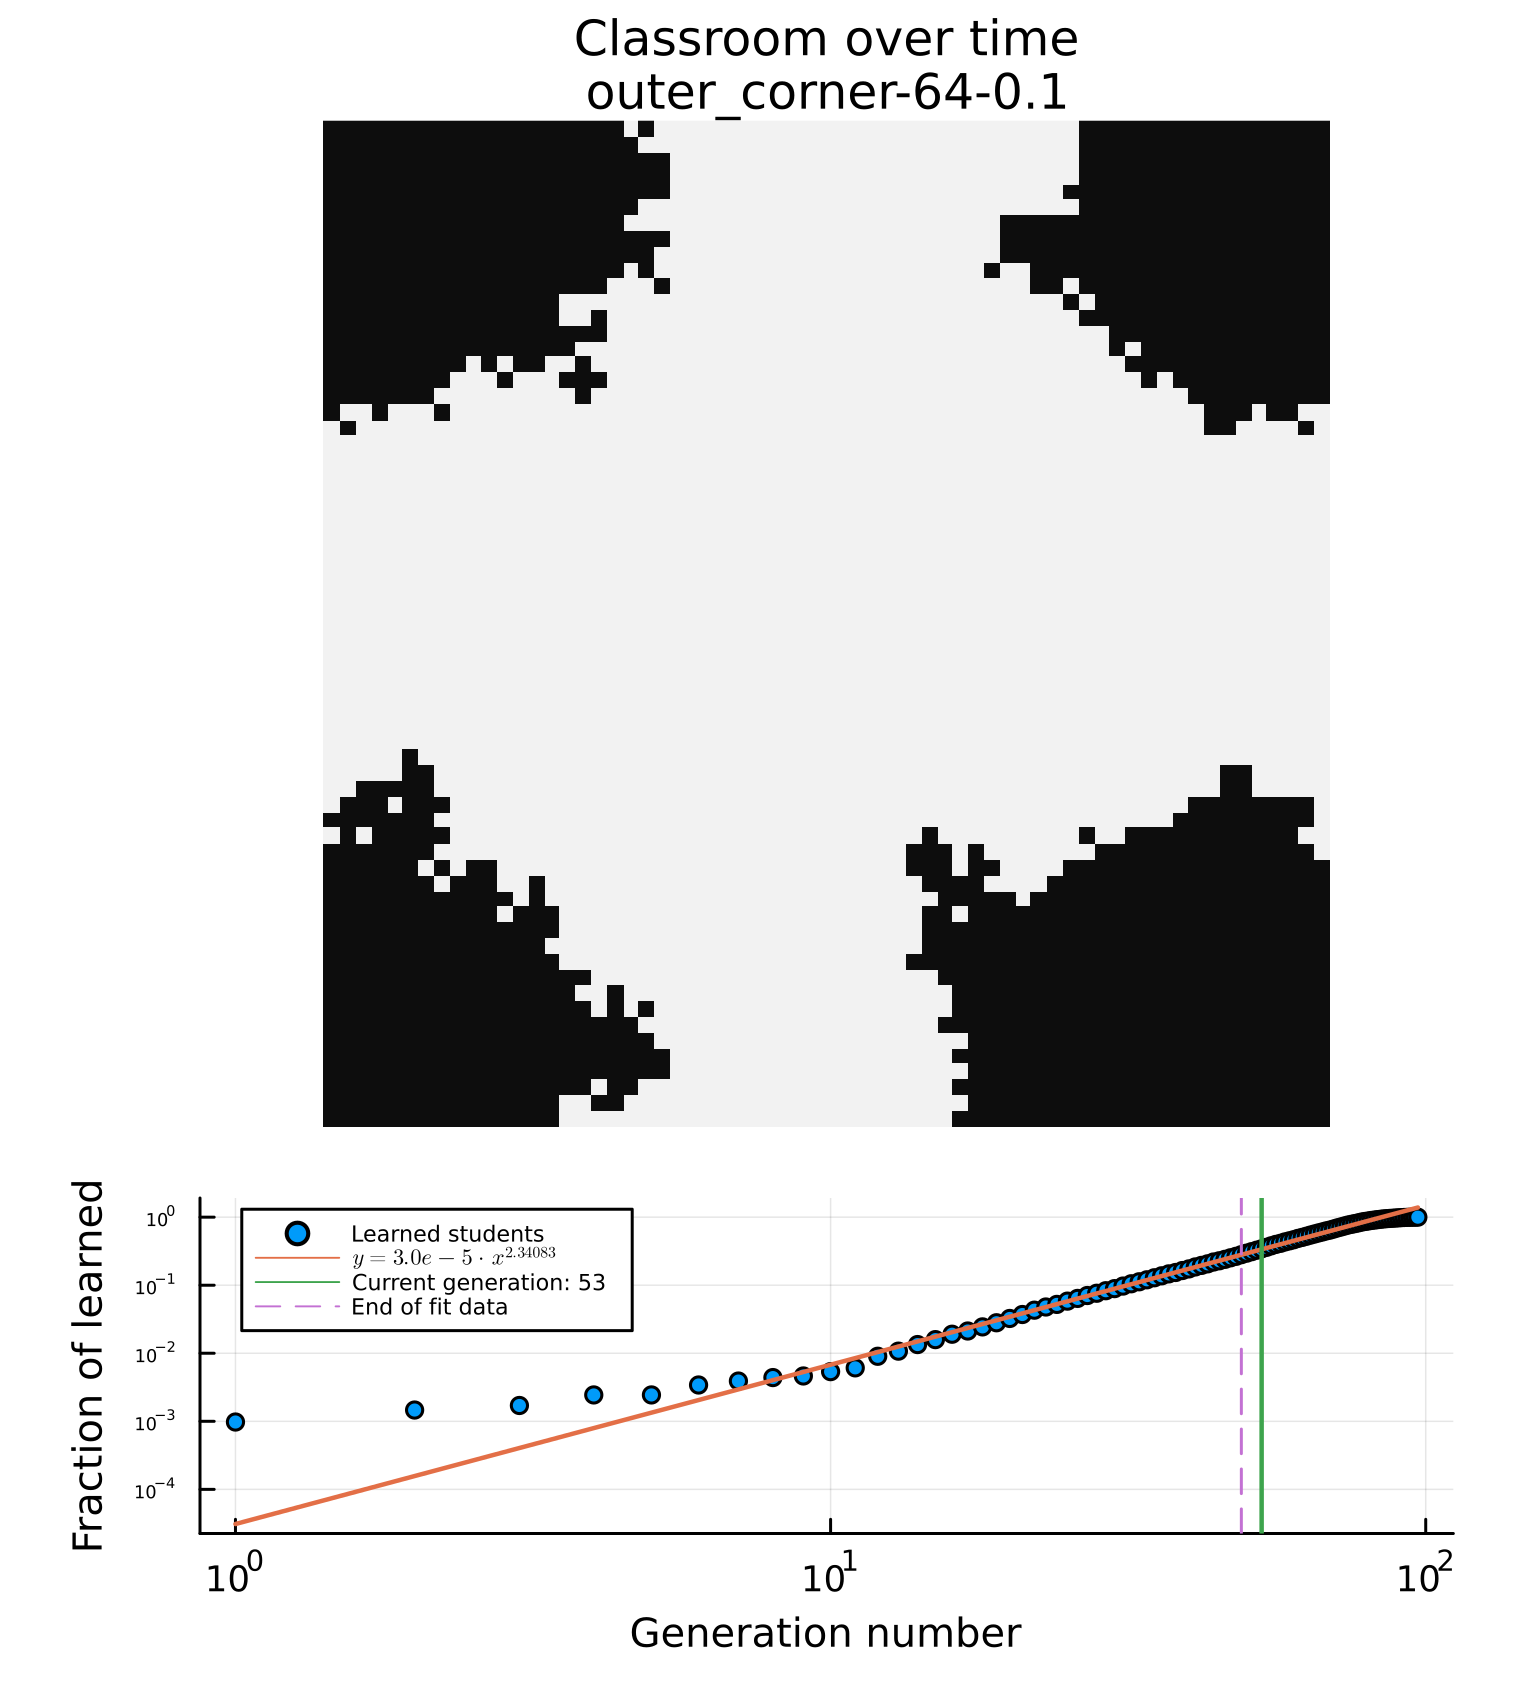 Classroom over time
outer_corner-64-0.1
Fraction of learned
10^0
10^-1
10^-2
10^-3
10^-4
Learned students
y = 3.0e − 5 · x^2.34083
Current generation: 53
End of fit data
10^0 10^1 10^2
Generation number